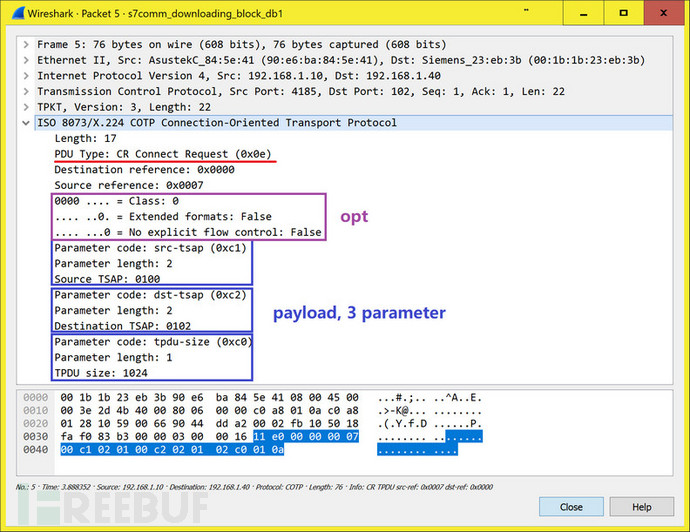 Wireshark · Packet 5 · s7comm_downloading_block_db1
Frame 5: 76 bytes on wire (608 bits), 76 bytes captured (608 bits)
Ethernet II, Src: AsustekC_84:5e:41 (90:e6:ba:84:5e:41), Dst: Siemens_23:eb:3b (00:1b:1b:23:eb:3b)
Internet Protocol Version 4, Src: 192.168.1.10, Dst: 192.168.1.40
Transmission Control Protocol, Src Port: 4185, Dst Port: 102, Seq: 1, Ack: 1, Len: 22
TPKT, Version: 3, Length: 22
ISO 8073/X.224 COTP Connection-Oriented Transport Protocol
Length: 17
PDU Type: CR Connect Request (0x0e)
Destination reference: 0x0000
Source reference: 0x0007
0000 .... = Class: 0
.... ..0. = Extended formats: False
opt
.... ...0 = No explicit flow control: False
Parameter code: src-tsap (0xc1)
Parameter length: 2
Source TSAP: 0100
Parameter code: dst-tsap (0xc2)
Parameter length: 2
payload, 3 parameter
Destination TSAP: 0102
Parameter code: tpdu-size (0xc0)
Parameter length: 1
TPDU size: 1024
0000 00 1b 1b 23 eb 3b 90 e6 ba 84 5e 41 08 00 45 00 ...#.;.. ..^A..E.
0010 00 3e 2d 4b 40 00 80 06 00 00 c0 a8 01 0a c0 a8 .>-K@... ........
0020 01 28 10 59 00 66 90 44 dd a2 00 02 fb 10 50 18 .(.Y.f.D ......P.
0030 fa f0 83 b3 00 00 03 00 00 16 11 e0 00 00 00 07 ........ ........
0040 00 c1 02 01 00 c2 02 01 02 c0 01 0a ........ ....
No.: 5 · Time: 3.888352 · Source: 192.168.1.10 · Destination: 192.168.1.40 · Protocol: COTP · Length: 76 · Info: CR TPDU src-ref: 0x0007 dst-ref: 0x0000
REEBUF
Close
Help